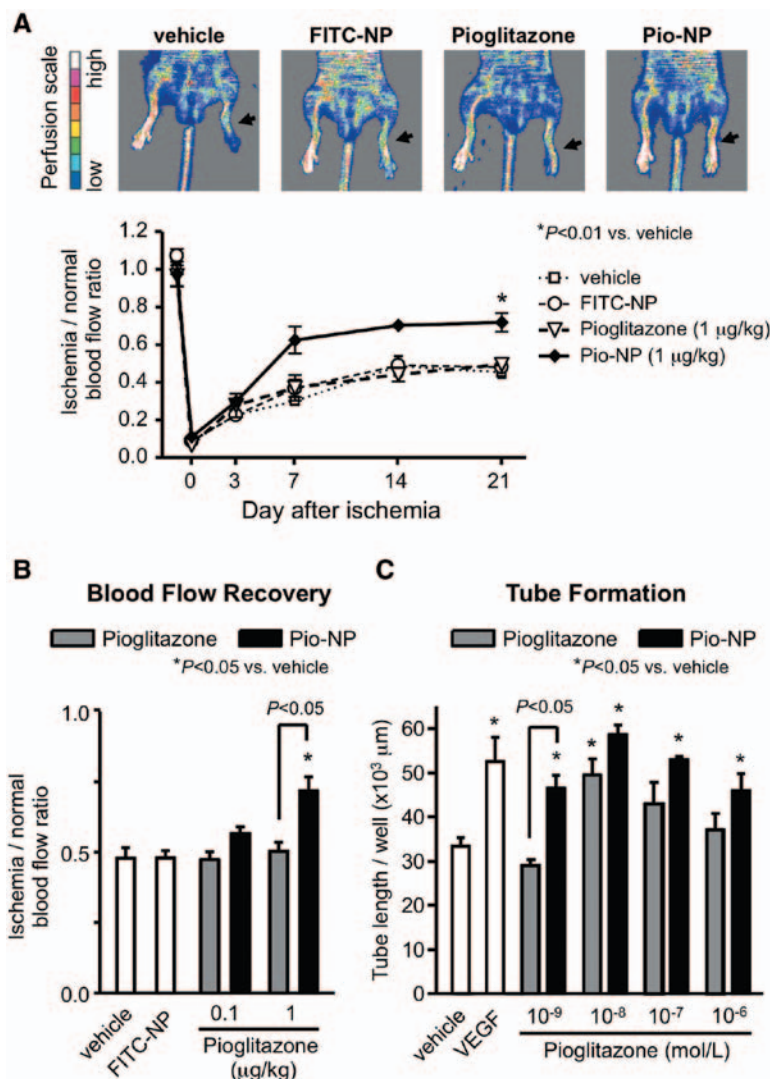 A
vehicle
FITC-NP
Pioglitazone
Pio-NP
Perfusion scale
high
low
1.2
1.0
0.8
0.6
0.4
0.2
0.0
Ischemia / normal
blood flow ratio
*
0 3 7 14 21
Day after ischemia
*P<0.01 vs. vehicle
vehicle
FITC-NP
Pioglitazone (1 μg/kg)
Pio-NP (1 μg/kg)
B
Blood Flow Recovery
Pioglitazone Pio-NP
*P<0.05 vs. vehicle
1.0
0.5
0.0
Ischemia / normal
blood flow ratio
P<0.05
*
vehicle
FITC-NP
0.1 1
Pioglitazone
(μg/kg)
C
Tube Formation
Pioglitazone Pio-NP
*P<0.05 vs. vehicle
60
50
40
30
20
10
0
Tube length / well (x10³ μm)
P<0.05
* * * * * *
vehicle
VEGF
10⁻⁹ 10⁻⁸ 10⁻⁷ 10⁻⁶
Pioglitazone (mol/L)